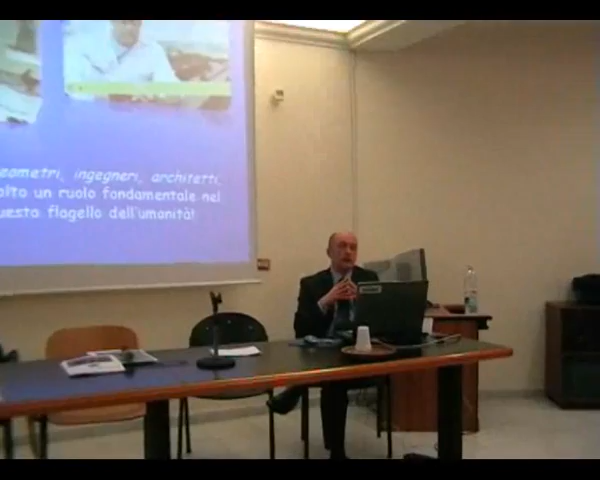 eometri, ingegneri, architetti,
olto un ruolo fondamentale nel
uesto flagello dell'umanità!